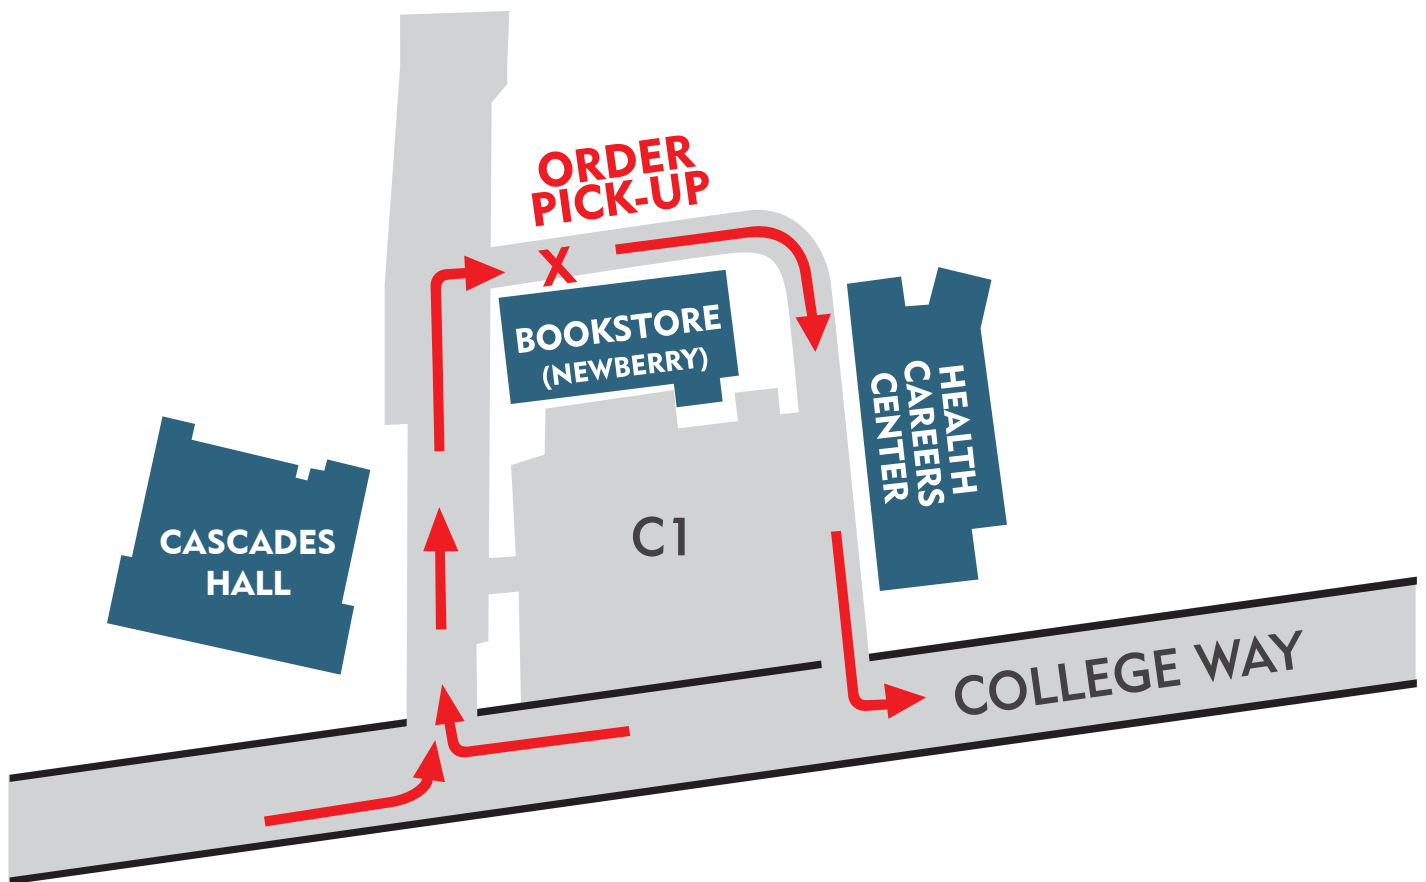 ORDER
PICK-UP
X
BOOKSTORE
(NEWBERRY)
HEALTH
CAREERS
CENTER
CASCADES
HALL
C1
COLLEGE WAY